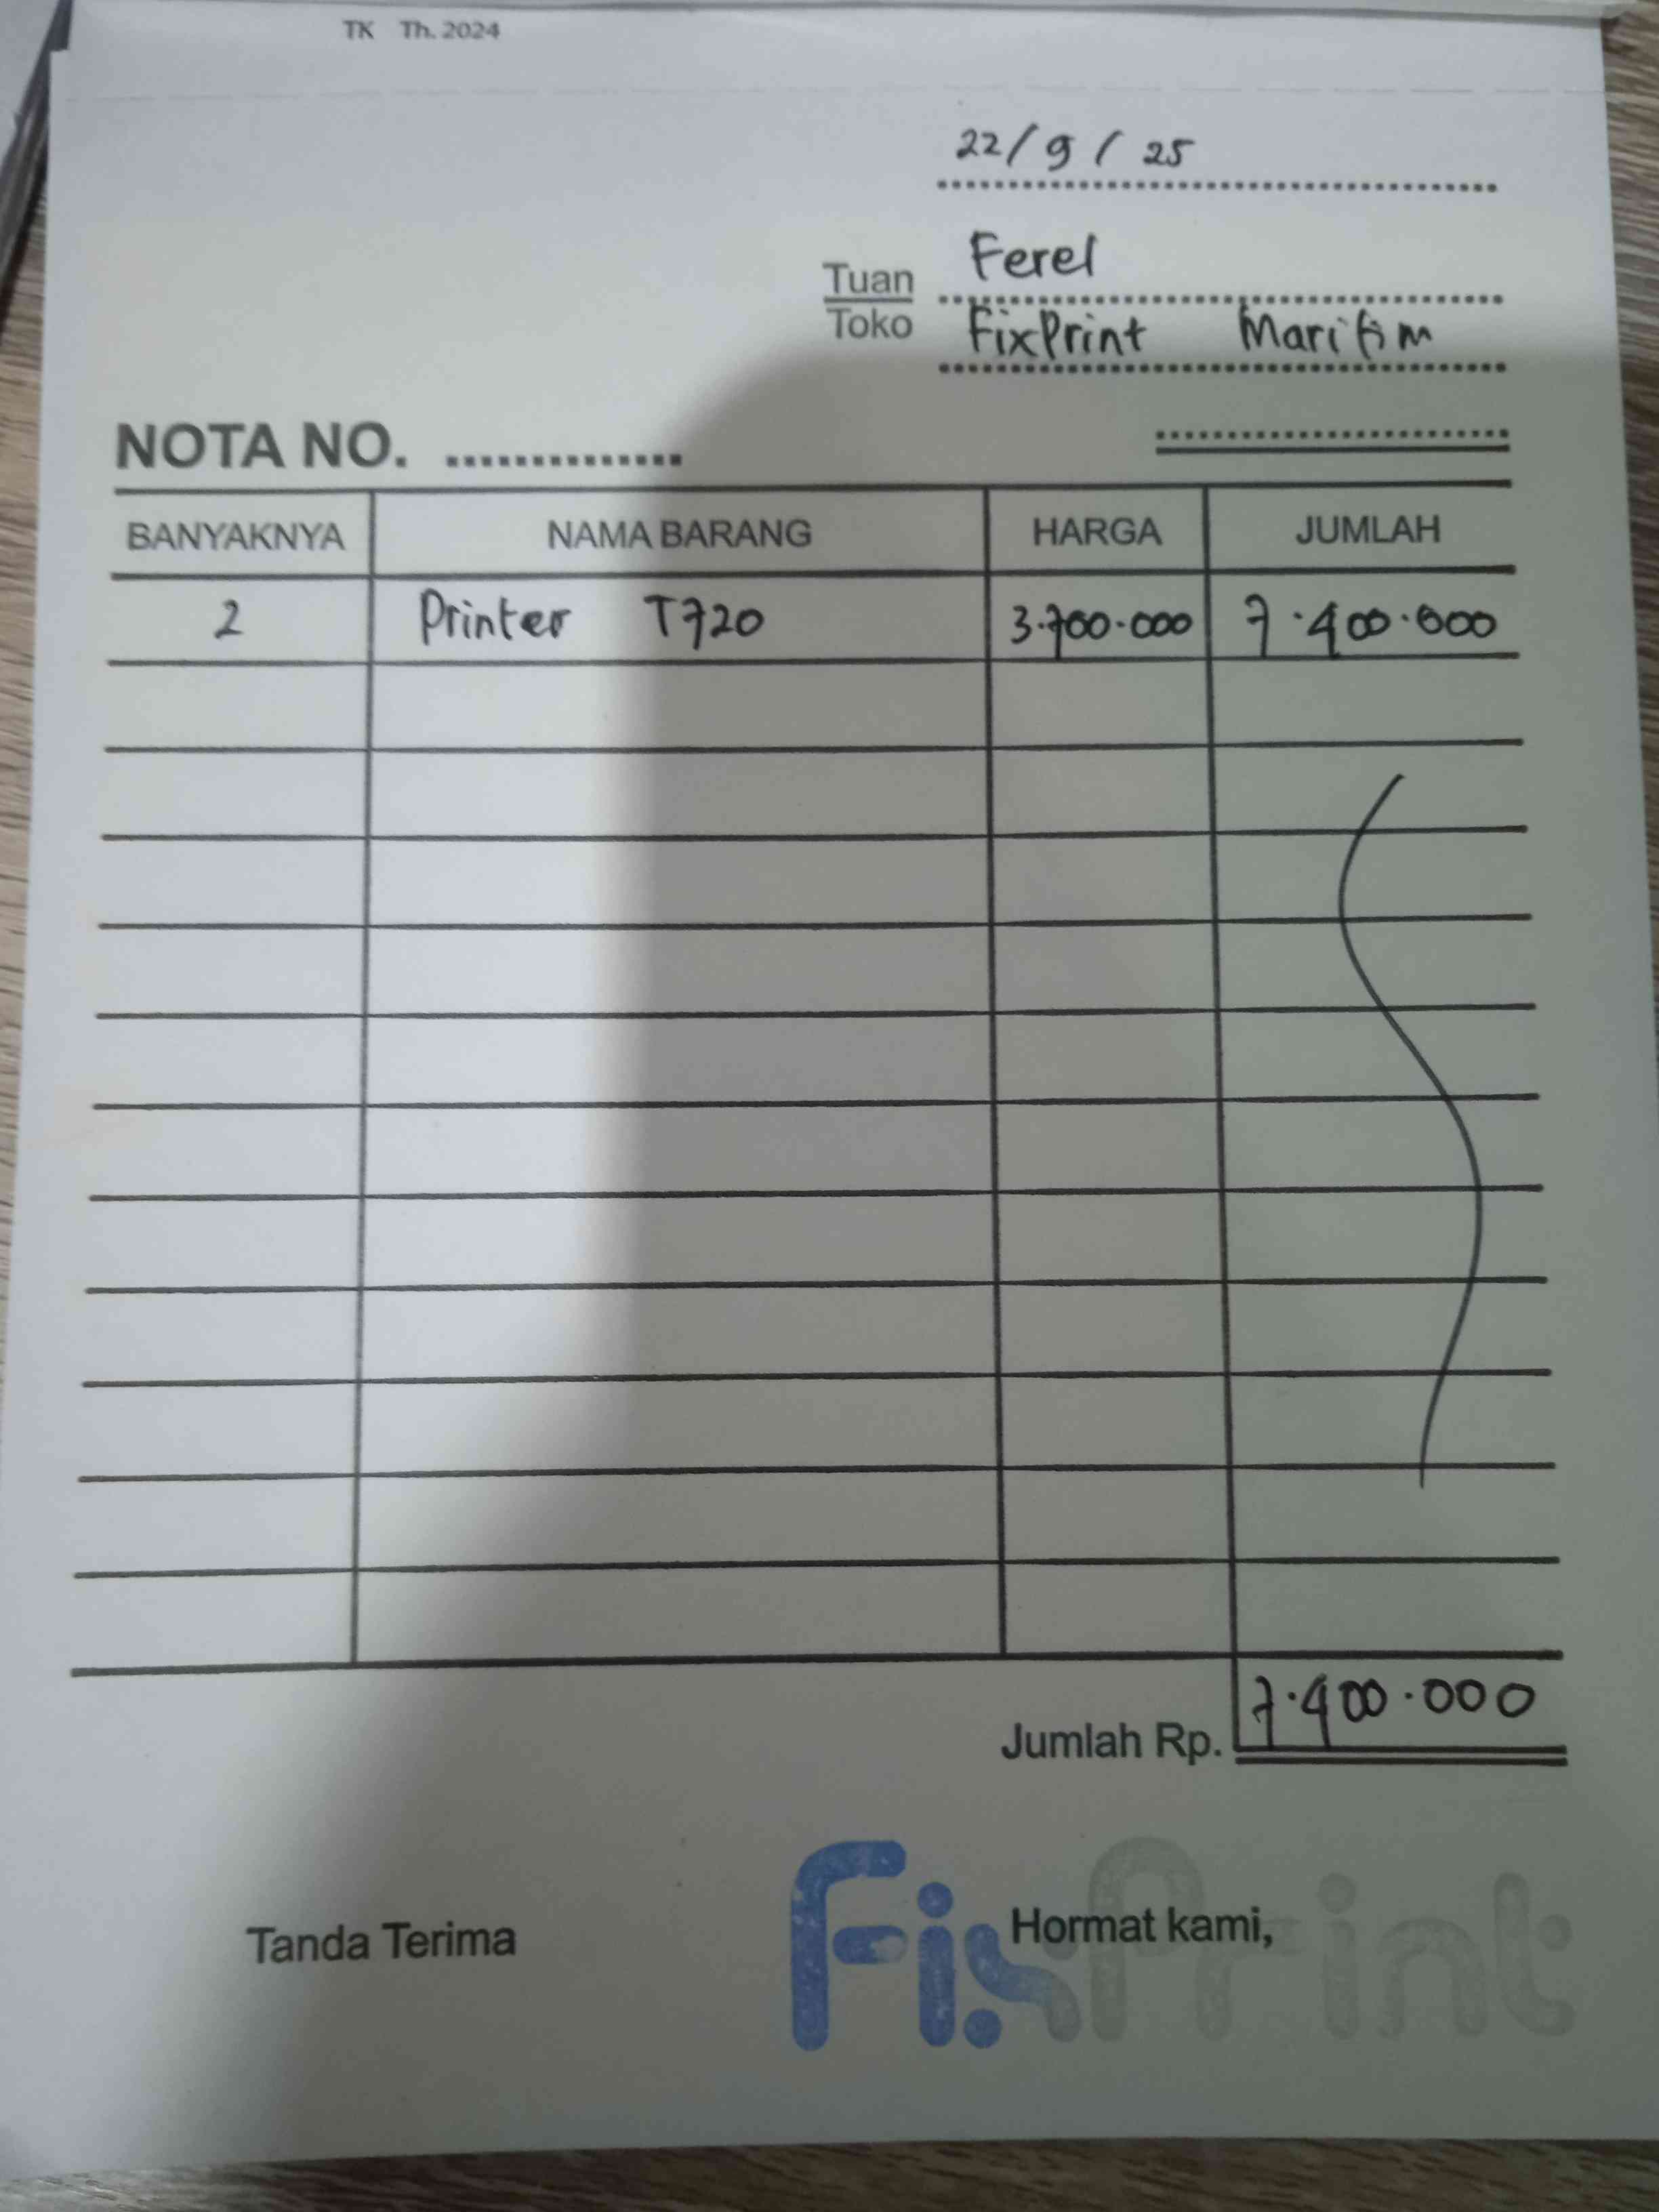 TK Th. 2024
22/9/25
Tuan Ferel
Toko FixPrint Maritim
NOTA NO. ...............
BANYAKNYA NAMA BARANG HARGA JUMLAH
2 Printer T720 3.700.000 7.400.000
Jumlah Rp. 7.400.000
Tanda Terima Hormat kami,
FixPrint